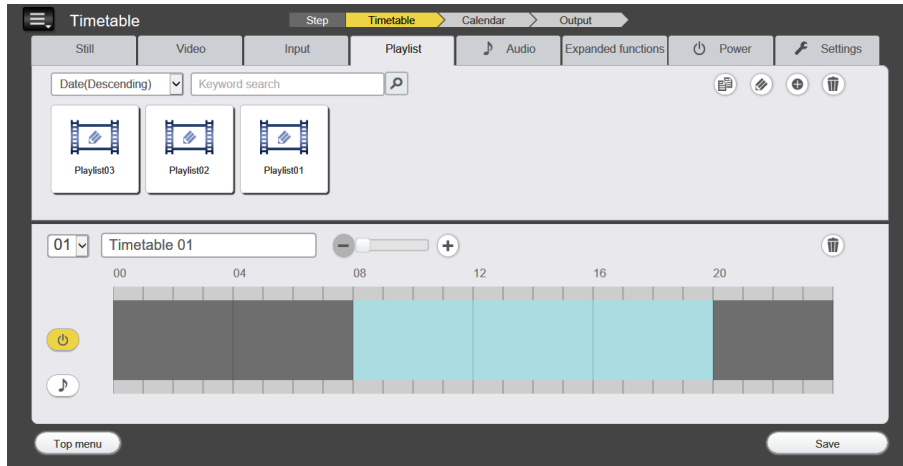 Timetable
Step Timetable Calendar Output
Still Video Input Playlist Audio Expanded functions Power Settings
Date(Descending) Keyword search
Playlist03 Playlist02 Playlist01
01 Timetable 01
00 04 08 12 16 20
Top menu Save